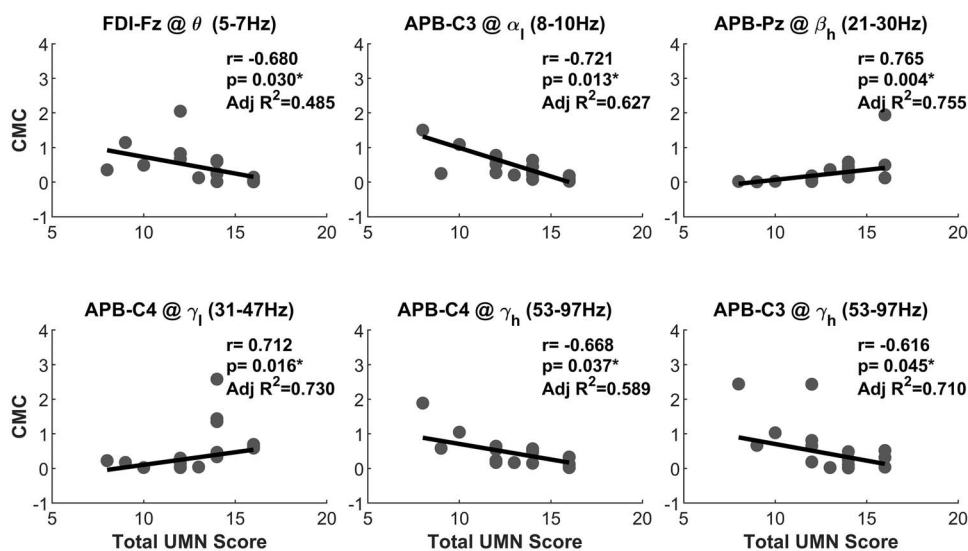 FDI-Fz @ θ (5-7Hz)
r= -0.680
p= 0.030*
Adj R²=0.485
CMC
4
3
2
1
0
-1
5
10
15
20
APB-C3 @ αl (8-10Hz)
r= -0.721
p= 0.013*
Adj R²=0.627
4
3
2
1
0
-1
5
10
15
20
APB-Pz @ βh (21-30Hz)
r= 0.765
p= 0.004*
Adj R²=0.755
4
3
2
1
0
-1
5
10
15
20
APB-C4 @ γl (31-47Hz)
r= 0.712
p= 0.016*
Adj R²=0.730
CMC
4
3
2
1
0
-1
5
10
15
20
Total UMN Score
APB-C4 @ γh (53-97Hz)
r= -0.668
p= 0.037*
Adj R²=0.589
4
3
2
1
0
-1
5
10
15
20
Total UMN Score
APB-C3 @ γh (53-97Hz)
r= -0.616
p= 0.045*
Adj R²=0.710
4
3
2
1
0
-1
5
10
15
20
Total UMN Score